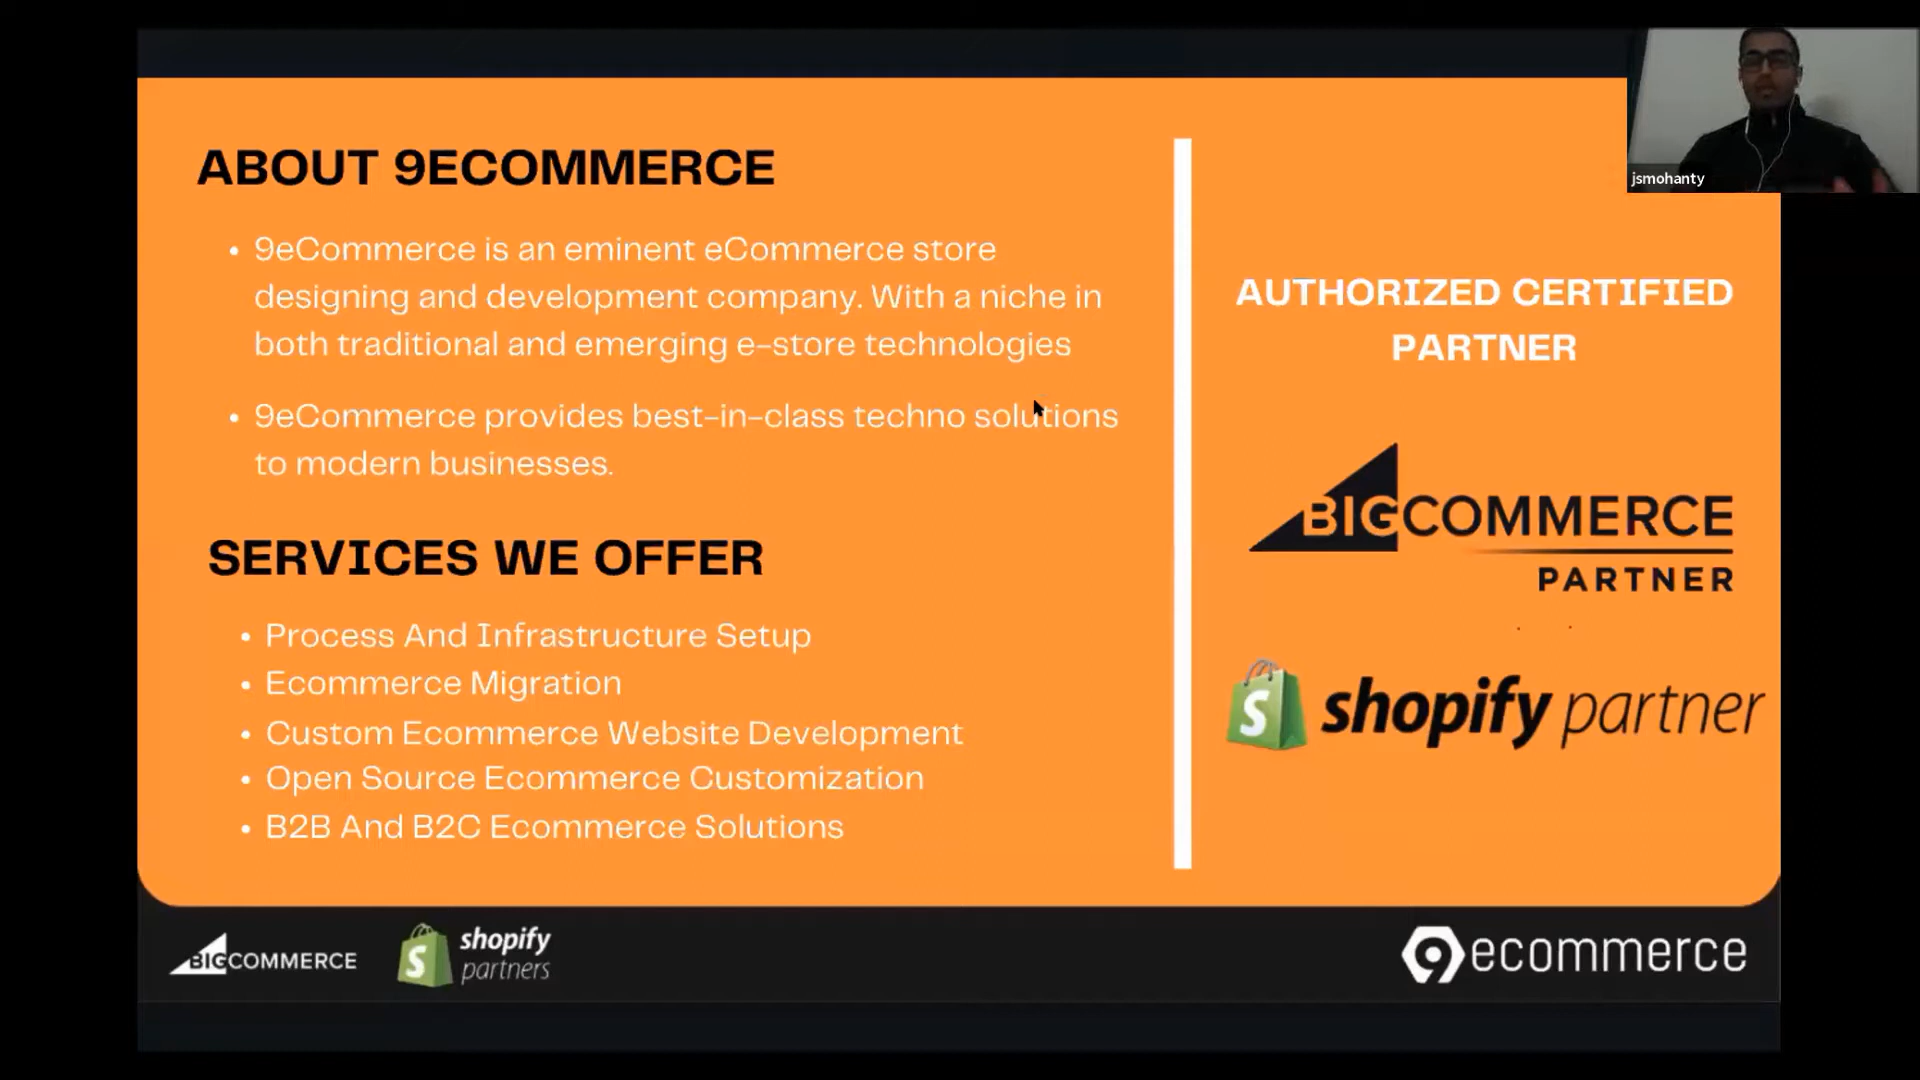 ABOUT 9ECOMMERCE
• 9eCommerce is an eminent eCommerce store
designing and development company. With a niche in
both traditional and emerging e-store technologies
• 9eCommerce provides best-in-class techno solutions
to modern businesses.
SERVICES WE OFFER
• Process And Infrastructure Setup
• Ecommerce Migration
• Custom Ecommerce Website Development
• Open Source Ecommerce Customization
• B2B And B2C Ecommerce Solutions
jsmohanty
AUTHORIZED CERTIFIED
PARTNER
BIGCOMMERCE
PARTNER
shopify partner
BIGCOMMERCE
shopify
partners
9ecommerce